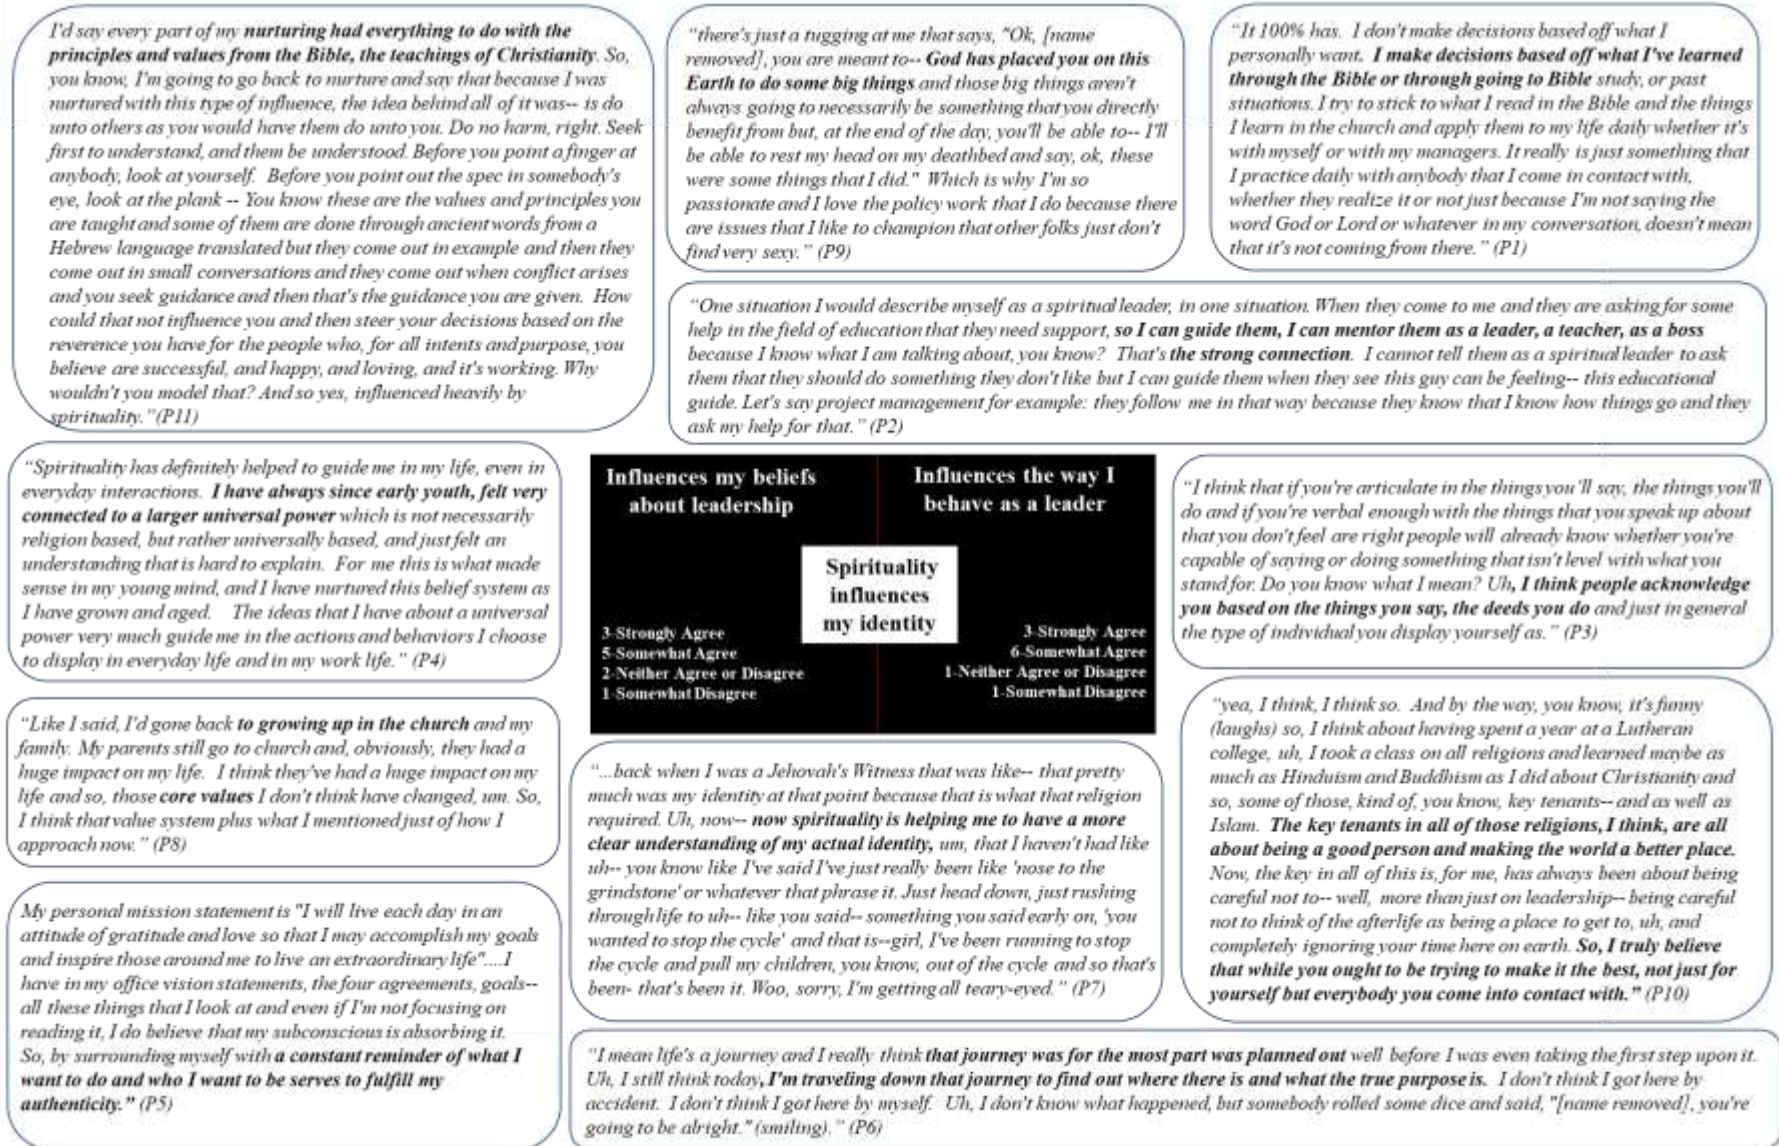 I'd say every part of my nurturing had everything to do with the
principles and values from the Bible, the teachings of Christianity. So,
you know, I'm going to go back to nurture and say that because I was
nurtured with this type of influence, the idea behind all of it was-- is do
unto others as you would have them do unto you. Do no harm, right. Seek
first to understand, and them be understood. Before you point a finger at
anybody, look at yourself.  Before you point out the spec in somebody's
eye, look at the plank -- You know these are the values and principles you
are taught and some of them are done through ancient words from a
Hebrew language translated but they come out in example and then they
come out in small conversations and they come out when conflict arises
and you seek guidance and then that's the guidance you are given.  How
could that not influence you and then steer your decisions based on the
reverence you have for the people who, for all intents and purpose, you
believe are successful, and happy, and loving, and it's working. Why
wouldn't you model that? And so yes, influenced heavily by
spirituality."(P11)
"there's just a tugging at me that says, "Ok, [name
removed], you are meant to-- God has placed you on this
Earth to do some big things and those big things aren't
always going to necessarily be something that you directly
benefit from but, at the end of the day, you'll be able to-- I'll
be able to rest my head on my deathbed and say, ok, these
were some things that I did."  Which is why I'm so
passionate and I love the policy work that I do because there
are issues that I like to champion that other folks just don't
find very sexy." (P9)
"It 100% has.  I don't make decisions based off what I
personally want. I make decisions based off what I've learned
through the Bible or through going to Bible study, or past
situations. I try to stick to what I read in the Bible and the things
I learn in the church and apply them to my life daily whether it's
with myself or with my managers. It really is just something that
I practice daily with anybody that I come in contact with,
whether they realize it or not just because I'm not saying the
word God or Lord or whatever in my conversation, doesn't mean
that it's not coming from there." (P1)
"One situation I would describe myself as a spiritual leader, in one situation. When they come to me and they are asking for some
help in the field of education that they need support, so I can guide them, I can mentor them as a leader, a teacher, as a boss
because I know what I am talking about, you know?  That's the strong connection.  I cannot tell them as a spiritual leader to ask
them that they should do something they don't like but I can guide them when they see this guy can be feeling-- this educational
guide. Let's say project management for example: they follow me in that way because they know that I know how things go and they
ask my help for that." (P2)
"Spirituality has definitely helped to guide me in my life, even in
everyday interactions.  I have always since early youth, felt very
connected to a larger universal power which is not necessarily
religion based, but rather universally based, and just felt an
understanding that is hard to explain.  For me this is what made
sense in my young mind, and I have nurtured this belief system as
I have grown and aged.    The ideas that I have about a universal
power very much guide me in the actions and behaviors I choose
to display in everyday life and in my work life." (P4)
Influences my beliefs
about leadership
Influences the way I
behave as a leader
Spirituality
influences
my identity
3-Strongly Agree
5-Somewhat Agree
2-Neither Agree or Disagree
1-Somewhat Disagree
3-Strongly Agree
6-Somewhat Agree
1-Neither Agree or Disagree
1-Somewhat Disagree
"I think that if you're articulate in the things you'll say, the things you'll
do and if you're verbal enough with the things that you speak up about
that you don't feel are right people will already know whether you're
capable of saying or doing something that isn't level with what you
stand for. Do you know what I mean? Uh, I think people acknowledge
you based on the things you say, the deeds you do and just in general
the type of individual you display yourself as." (P3)
"Like I said, I'd gone back to growing up in the church and my
family. My parents still go to church and, obviously, they had a
huge impact on my life.  I think they've had a huge impact on my
life and so, those core values I don't think have changed, um. So,
I think that value system plus what I mentioned just of how I
approach now." (P8)
"...back when I was a Jehovah's Witness that was like-- that pretty
much was my identity at that point because that is what that religion
required. Uh, now-- now spirituality is helping me to have a more
clear understanding of my actual identity, um, that I haven't had like
uh-- you know like I've said I've just really been like 'nose to the
grindstone' or whatever that phrase it. Just head down, just rushing
through life to uh-- like you said-- something you said early on, 'you
wanted to stop the cycle' and that is--girl, I've been running to stop
the cycle and pull my children, you know, out of the cycle and so that's
been- that's been it. Woo, sorry, I'm getting all teary-eyed." (P7)
"yea, I think, I think so.  And by the way, you know, it's funny
(laughs) so, I think about having spent a year at a Lutheran
college, uh, I took a class on all religions and learned maybe as
much as Hinduism and Buddhism as I did about Christianity and
so, some of those, kind of, you know, key tenants-- and as well as
Islam.  The key tenants in all of those religions, I think, are all
about being a good person and making the world a better place.
Now, the key in all of this is, for me, has always been about being
careful not to-- well,  more than just on leadership-- being careful
not to think of the afterlife as being a place to get to, uh, and
completely ignoring your time here on earth. So, I truly believe
that while you ought to be trying to make it the best, not just for
yourself but everybody you come into contact with." (P10)
My personal mission statement is "I will live each day in an
attitude of gratitude and love so that I may accomplish my goals
and inspire those around me to live an extraordinary life"....I
have in my office vision statements, the four agreements, goals--
all these things that I look at and even if I'm not focusing on
reading it, I do believe that my subconscious is absorbing it.
So, by surrounding myself with a constant reminder of what I
want to do and who I want to be serves to fulfill my
authenticity." (P5)
"I mean life's a journey and I really think that journey was for the most part was planned out well before I was even taking the first step upon it.
Uh, I still think today, I'm traveling down that journey to find out where there is and what the true purpose is.  I don't think I got here by
accident.  I don't think I got here by myself.  Uh, I don't know what happened, but somebody rolled some dice and said, "[name removed], you're
going to be alright." (smiling). " (P6)